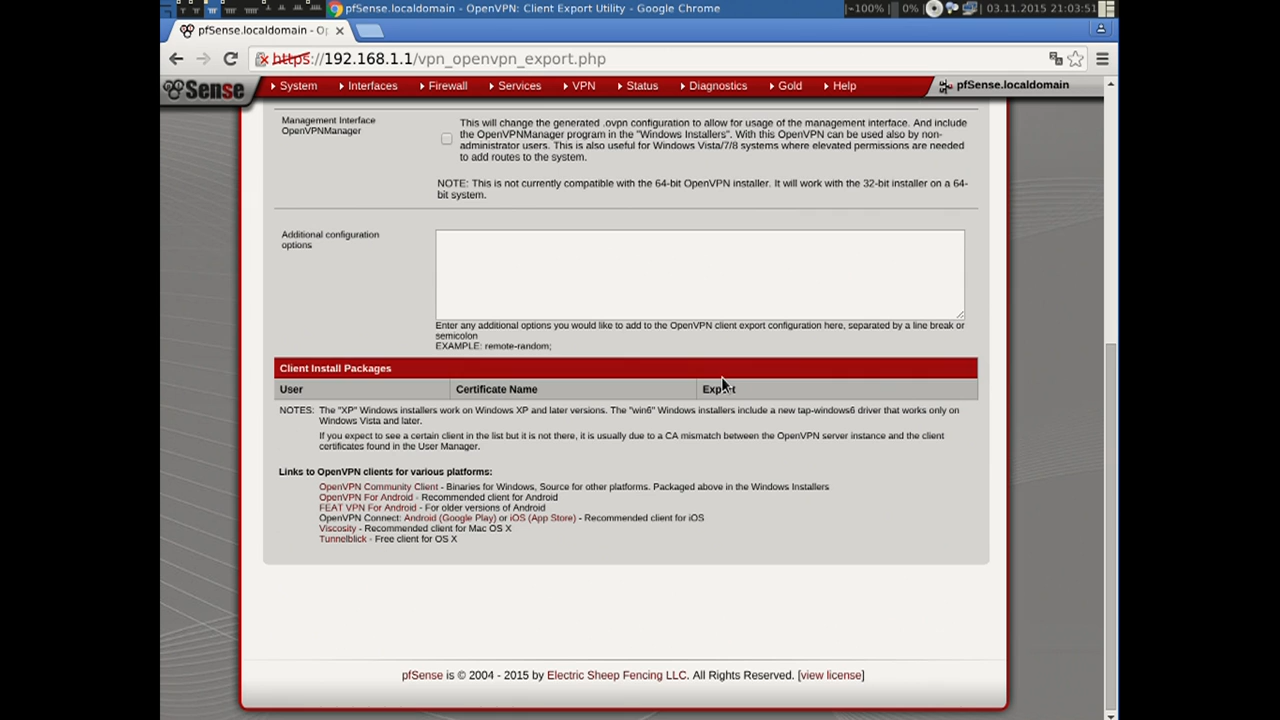 pfSense.localdomain - OpenVPN: Client Export Utility - Google Chrome
~100%
0%
03.11.2015 21:03:51
pfSense.localdomain - Op
https://192.168.1.1/vpn_openvpn_export.php
Sense
System
Interfaces
Firewall
Services
VPN
Status
Diagnostics
Gold
Help
pfSense.localdomain
Management Interface
OpenVPNManager
This will change the generated .ovpn configuration to allow for usage of the management interface. And include
the OpenVPNManager program in the "Windows Installers". With this OpenVPN can be used also by non-
administrator users. This is also useful for Windows Vista/7/8 systems where elevated permissions are needed
to add routes to the system.
NOTE: This is not currently compatible with the 64-bit OpenVPN installer. It will work with the 32-bit installer on a 64-
bit system.
Additional configuration
options
Enter any additional options you would like to add to the OpenVPN client export configuration here, separated by a line break or
semicolon
EXAMPLE: remote-random;
Client Install Packages
User
Certificate Name
Export
NOTES: The "XP" Windows installers work on Windows XP and later versions. The "win6" Windows installers include a new tap-windows6 driver that works only on
Windows Vista and later.
If you expect to see a certain client in the list but it is not there, it is usually due to a CA mismatch between the OpenVPN server instance and the client
certificates found in the User Manager.
Links to OpenVPN clients for various platforms:
OpenVPN Community Client - Binaries for Windows, Source for other platforms. Packaged above in the Windows Installers
OpenVPN For Android - Recommended client for Android
FEAT VPN For Android - For older versions of Android
OpenVPN Connect: Android (Google Play) or iOS (App Store) - Recommended client for iOS
Viscosity - Recommended client for Mac OS X
Tunnelblick - Free client for OS X
pfSense is © 2004 - 2015 by Electric Sheep Fencing LLC. All Rights Reserved. [view license]